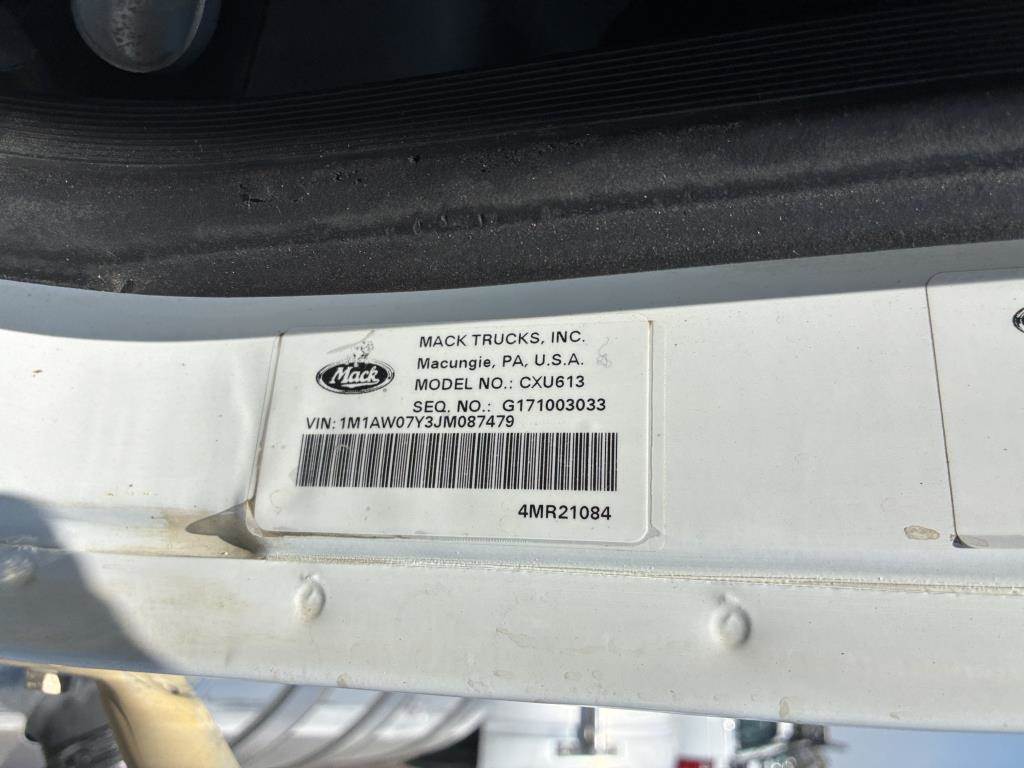 Mack
MACK TRUCKS, INC.
Macungie, PA, U.S.A.
MODEL NO.: CXU613
SEQ. NO.: G171003033
VIN: 1M1AW07Y3JM087479
4MR21084